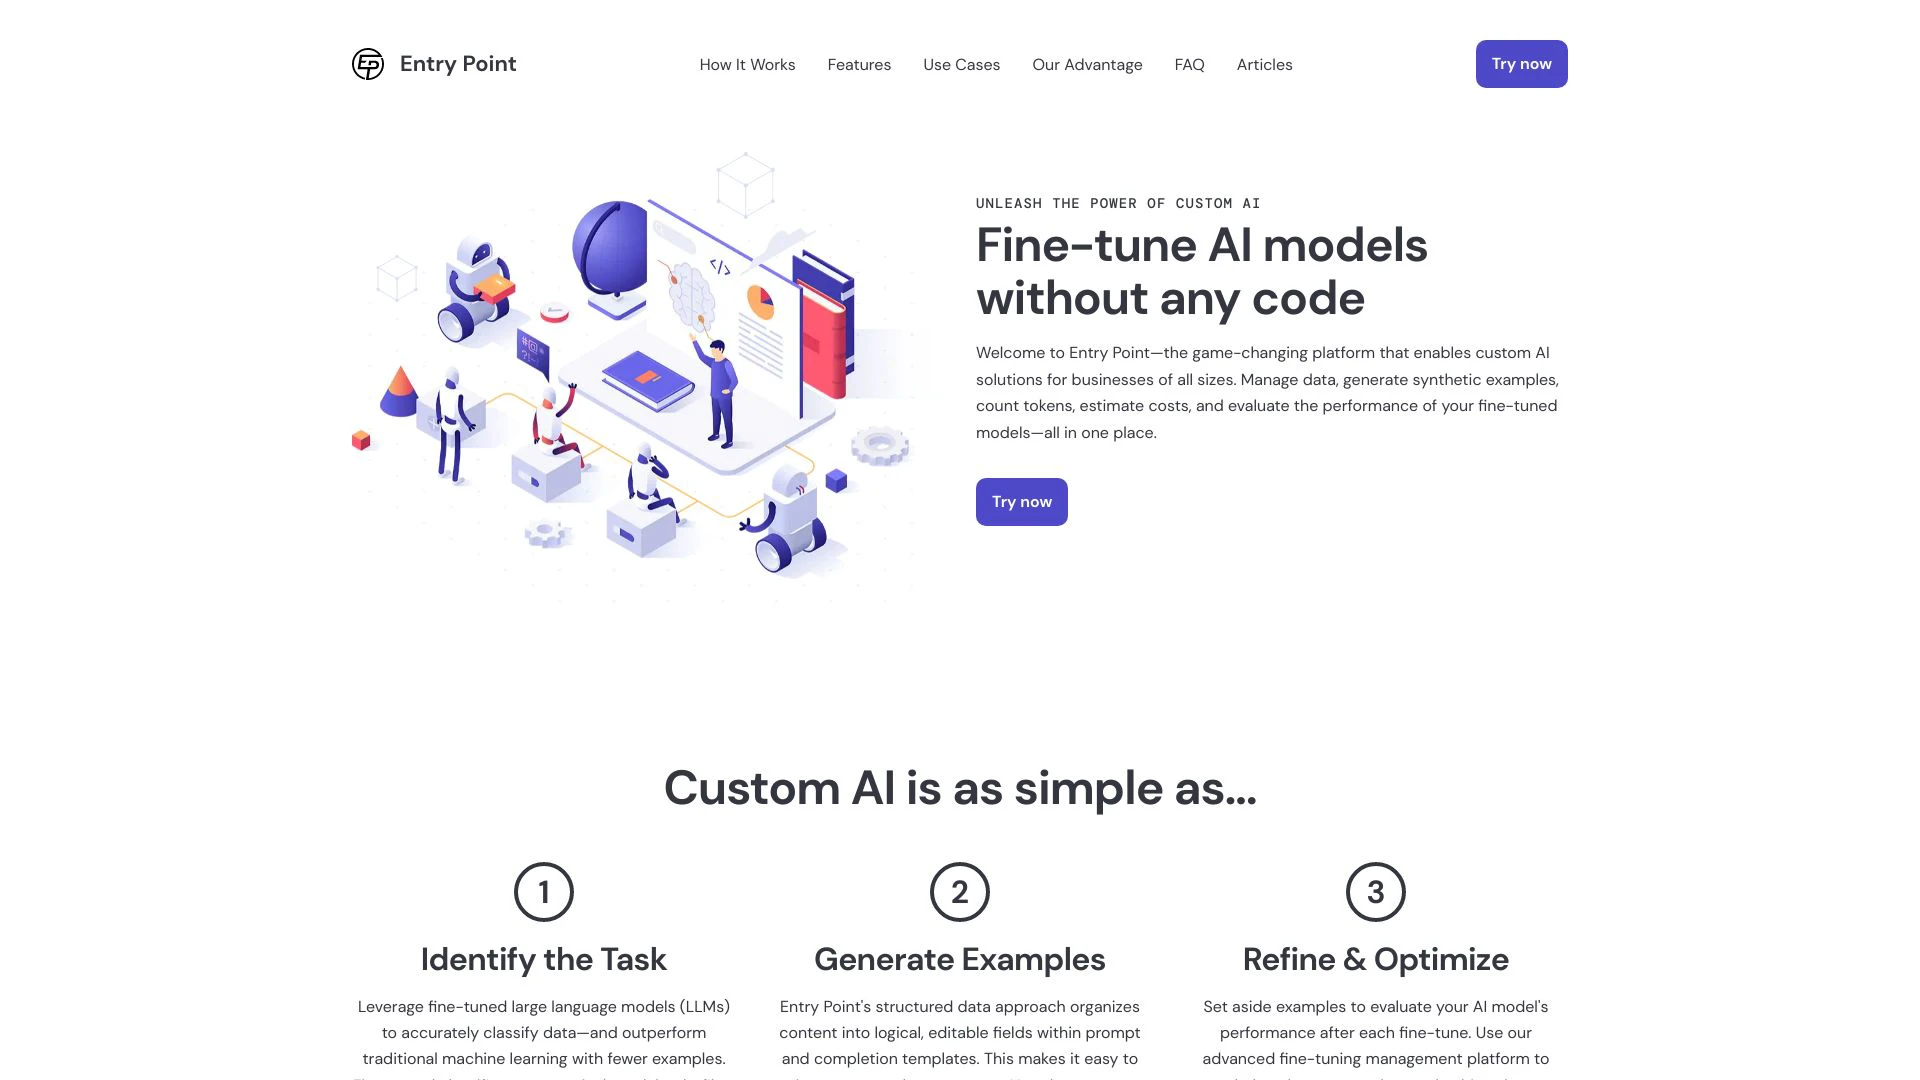 Entry Point
How It Works
Features
Use Cases
Our Advantage
FAQ
Articles
Try now
UNLEASH THE POWER OF CUSTOM AI
Fine-tune AI models
without any code
Welcome to Entry Point—the game-changing platform that enables custom AI
solutions for businesses of all sizes. Manage data, generate synthetic examples,
count tokens, estimate costs, and evaluate the performance of your fine-tuned
models—all in one place.
Try now
Custom AI is as simple as...
1
Identify the Task
Leverage fine-tuned large language models (LLMs)
to accurately classify data—and outperform
traditional machine learning with fewer examples.
2
Generate Examples
Entry Point's structured data approach organizes
content into logical, editable fields within prompt
and completion templates. This makes it easy to
3
Refine & Optimize
Set aside examples to evaluate your AI model's
performance after each fine-tune. Use our
advanced fine-tuning management platform to